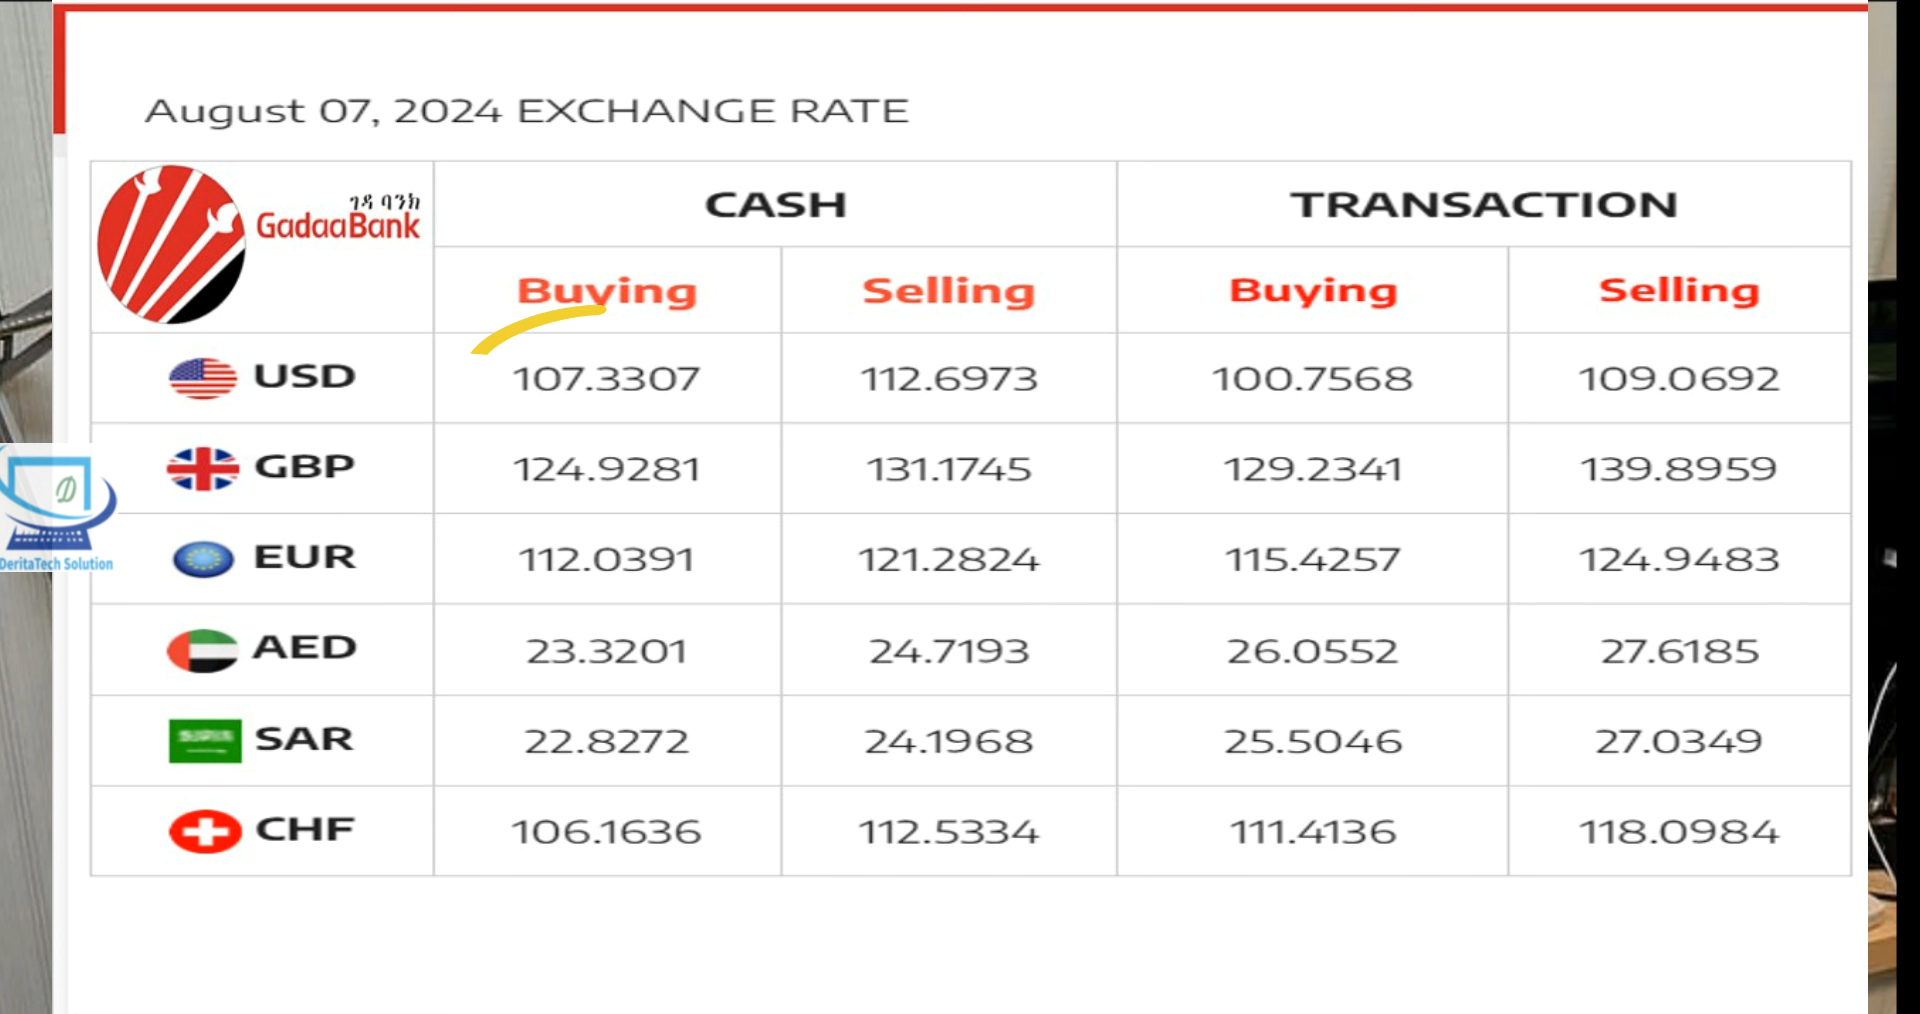 August 07, 2024 EXCHANGE RATE
ገዳ ባንክ
GadaaBank
CASH TRANSACTION
Buying Selling Buying Selling
USD 107.3307 112.6973 100.7568 109.0692
GBP 124.9281 131.1745 129.2341 139.8959
EUR 112.0391 121.2824 115.4257 124.9483
AED 23.3201 24.7193 26.0552 27.6185
SAR 22.8272 24.1968 25.5046 27.0349
CHF 106.1636 112.5334 111.4136 118.0984
DeritaTech Solution